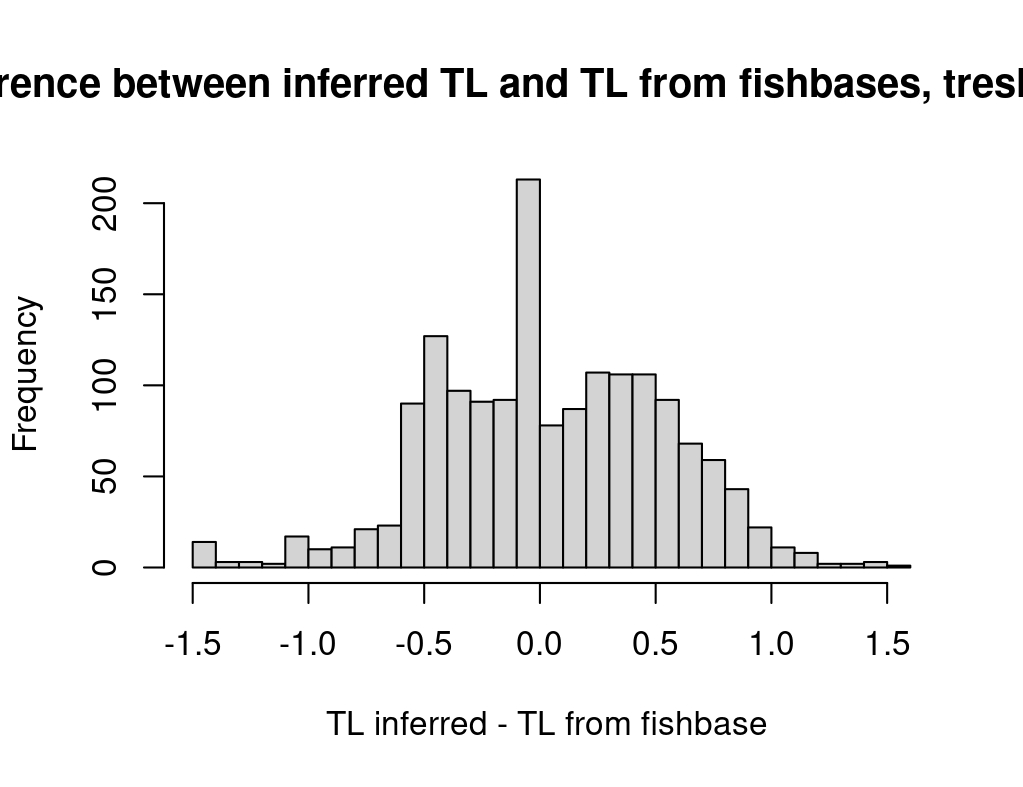 rence between inferred TL and TL from fishbases, tresh
Frequency
200
150
100
50
0
-1.5 -1.0 -0.5 0.0 0.5 1.0 1.5
TL inferred - TL from fishbase